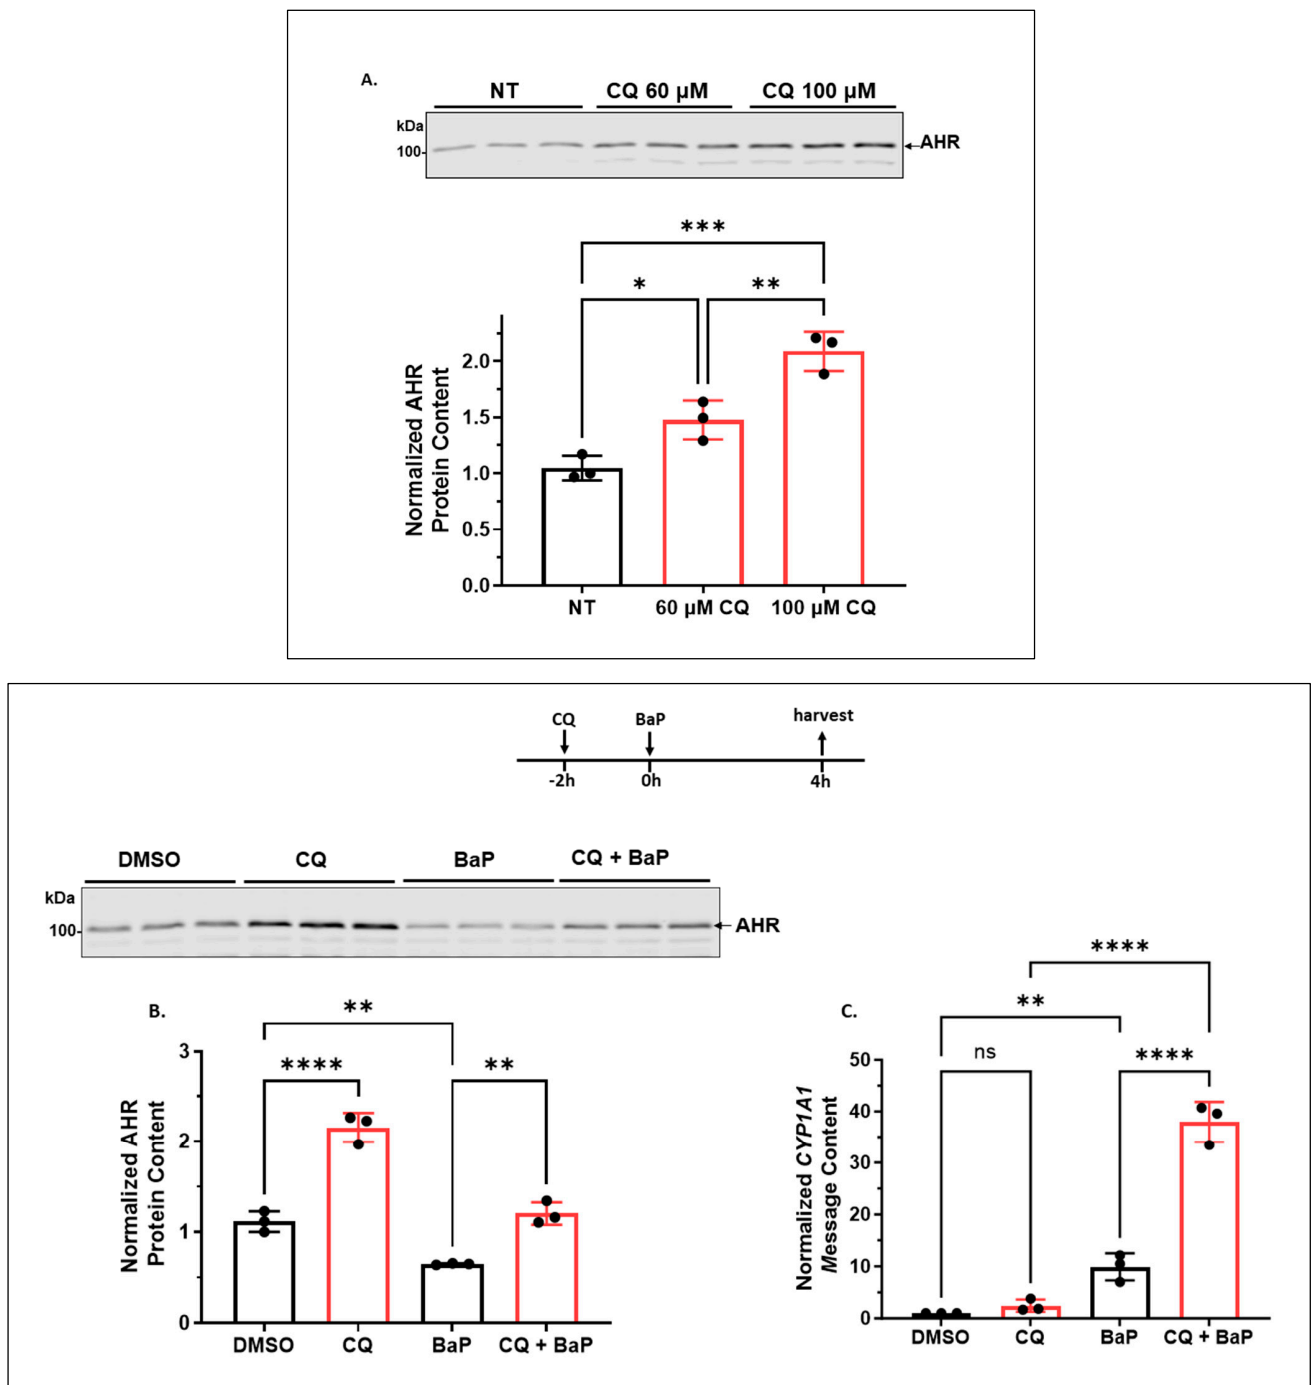 A.
NT CQ 60 µM CQ 100 µM
kDa
100- AHR
***
* **
Normalized AHR
Protein Content
2.0
1.5
1.0
0.5
0.0
NT 60 µM CQ 100 µM CQ
CQ BaP harvest
-2h 0h 4h
DMSO CQ BaP CQ + BaP
kDa
100- AHR
B.
**
**** **
Normalized AHR
Protein Content
3
2
1
0
DMSO CQ BaP CQ + BaP
C.
****
**
ns ****
Normalized CYP1A1
Message Content
50
40
30
20
10
0
DMSO CQ BaP CQ + BaP